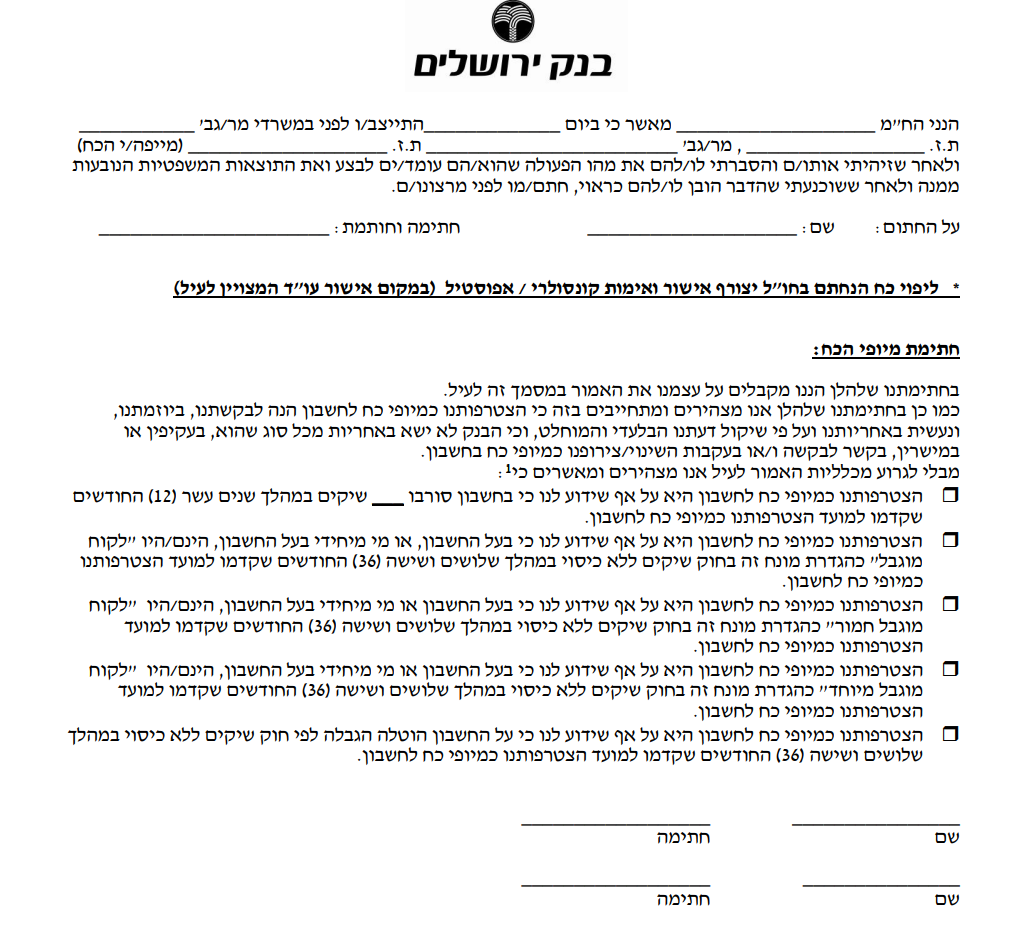 בנק ירושלים
הנני הח"מ ____________________ מאשר כי ביום ______________התייצב/ו לפני במשרדי מר/גב' ____________
ת.ז. __________________ , מר/גב' _________________________ ת.ז. ____________________ (מייפה/י הכח)
ולאחר שזיהיתי אותו/ם והסברתי לו/להם את מהו הפעולה שהוא/הם עומד/ים לבצע ואת התוצאות המשפטיות הנובעות
ממנה ולאחר ששוכנעתי שהדבר הובן לו/להם כראוי, חתם/מו לפני מרצונו/ם.
על החתום: שם: _____________________ חתימה וחותמת: _______________________
* ליפוי כח הנחתם בחו"ל יצורף אישור ואימות קונסולרי / אפוסטיל (במקום אישור עו"ד המצויין לעיל)
חתימת מיופי הכח:
בחתימתנו שלהלן הננו מקבלים על עצמנו את האמור במסמך זה לעיל.
כמו כן בחתימתנו שלהלן אנו מצהירים ומתחייבים בזה כי הצטרפותנו כמיופי כח לחשבון הנה לבקשתנו, ביוזמתנו,
ונעשית באחריותנו ועל פי שיקול דעתנו הבלעדי והמוחלט, וכי הבנק לא ישא באחריות מכל סוג שהוא, בעקיפין או
במישרין, בקשר לבקשה ו/או בעקבות השינוי/צירופנו כמיופי כח בחשבון.
מבלי לגרוע מכלליות האמור לעיל אנו מצהירים ומאשרים כי¹:
❒ הצטרפותנו כמיופי כח לחשבון היא על אף שידוע לנו כי בחשבון סורבו ___ שיקים במהלך שנים עשר (12) החודשים
שקדמו למועד הצטרפותנו כמיופי כח לחשבון.
❒ הצטרפותנו כמיופי כח לחשבון היא על אף שידוע לנו כי בעל החשבון, או מי מיחידי בעל החשבון, הינם/היו "לקוח
מוגבל" כהגדרת מונח זה בחוק שיקים ללא כיסוי במהלך שלושים ושישה (36) החודשים שקדמו למועד הצטרפותנו
כמיופי כח לחשבון.
❒ הצטרפותנו כמיופי כח לחשבון היא על אף שידוע לנו כי בעל החשבון או מי מיחידי בעל החשבון, הינם/היו "לקוח
מוגבל חמור" כהגדרת מונח זה בחוק שיקים ללא כיסוי במהלך שלושים ושישה (36) החודשים שקדמו למועד
הצטרפותנו כמיופי כח לחשבון.
❒ הצטרפותנו כמיופי כח לחשבון היא על אף שידוע לנו כי בעל החשבון או מי מיחידי בעל החשבון, הינם/היו "לקוח
מוגבל מיוחד" כהגדרת מונח זה בחוק שיקים ללא כיסוי במהלך שלושים ושישה (36) החודשים שקדמו למועד
הצטרפותנו כמיופי כח לחשבון.
❒ הצטרפותנו כמיופי כח לחשבון היא על אף שידוע לנו כי על החשבון הוטלה הגבלה לפי חוק שיקים ללא כיסוי במהלך
שלושים ושישה (36) החודשים שקדמו למועד הצטרפותנו כמיופי כח לחשבון.
________________ __________________
שם חתימה
_______________ __________________
שם חתימה